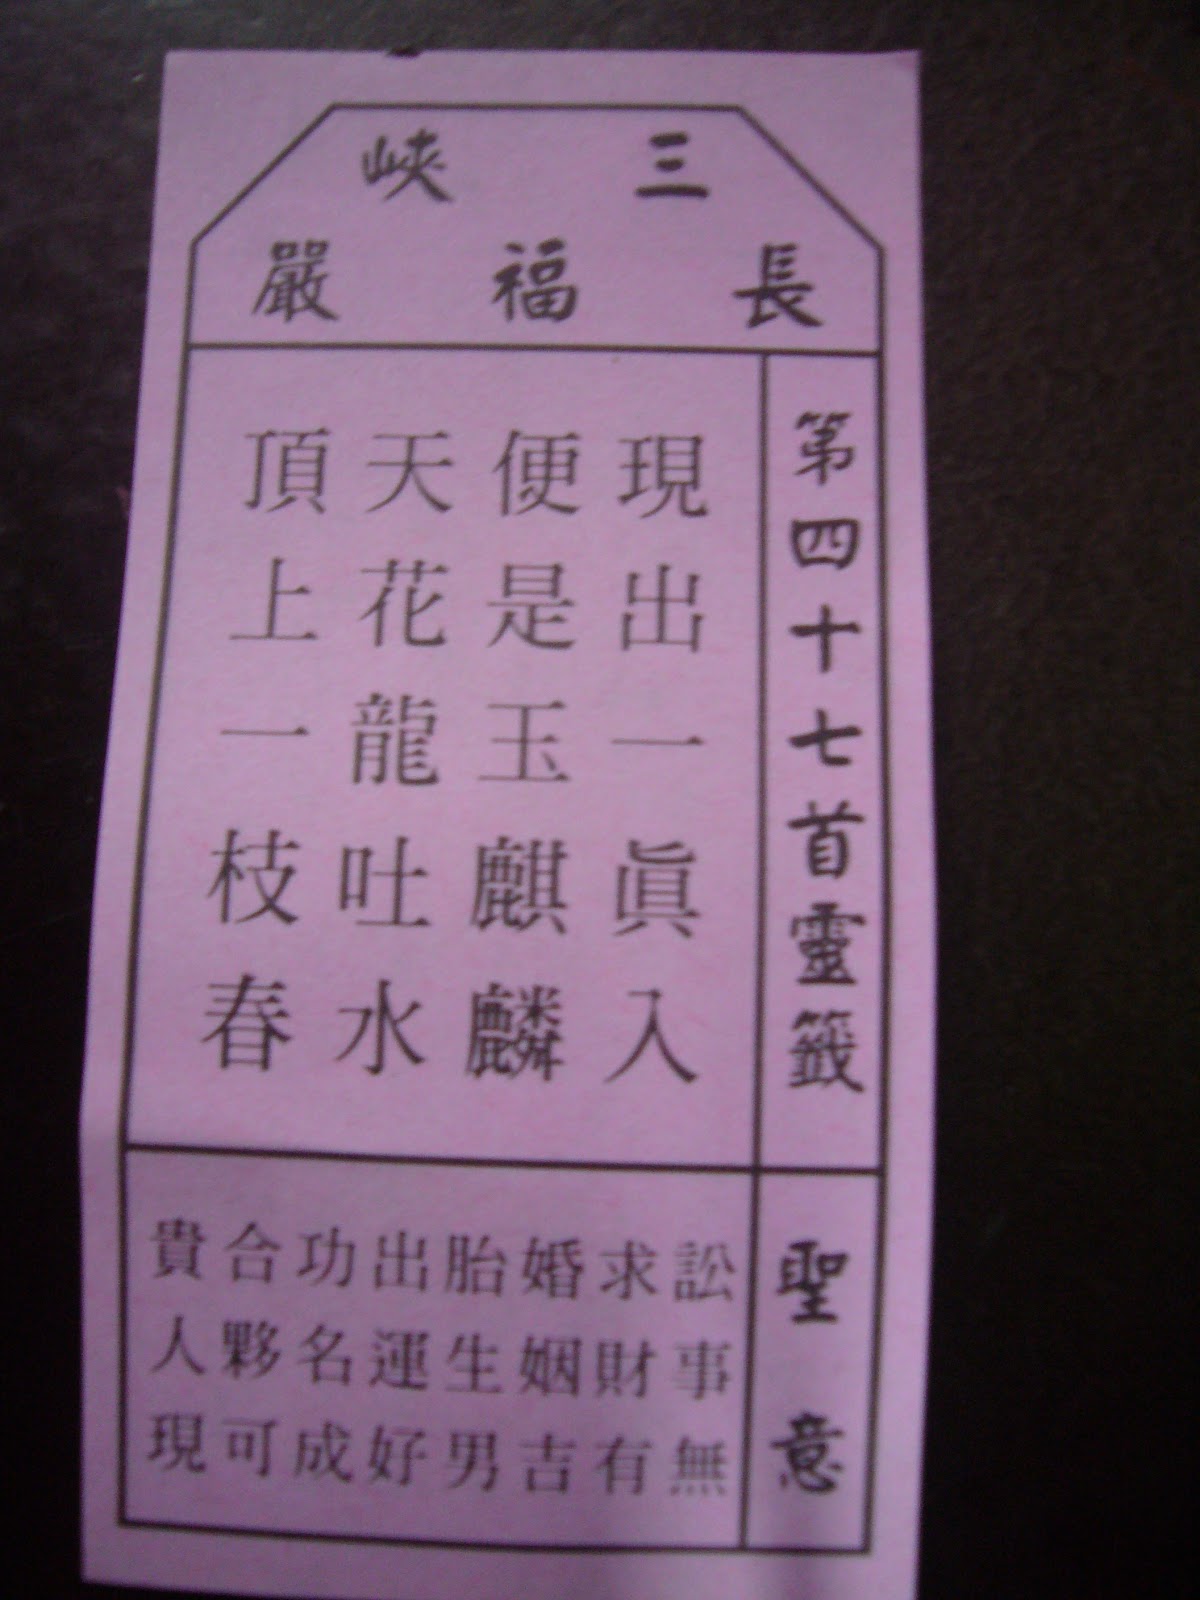 三峽
長福嚴
第四十七首靈籤
現出一眞入
便是玉麒麟
天花龍吐水
頂上一枝春
聖意
訟事無
求財有
婚姻吉
胎生男
出運好
功名成
合夥可
貴人現